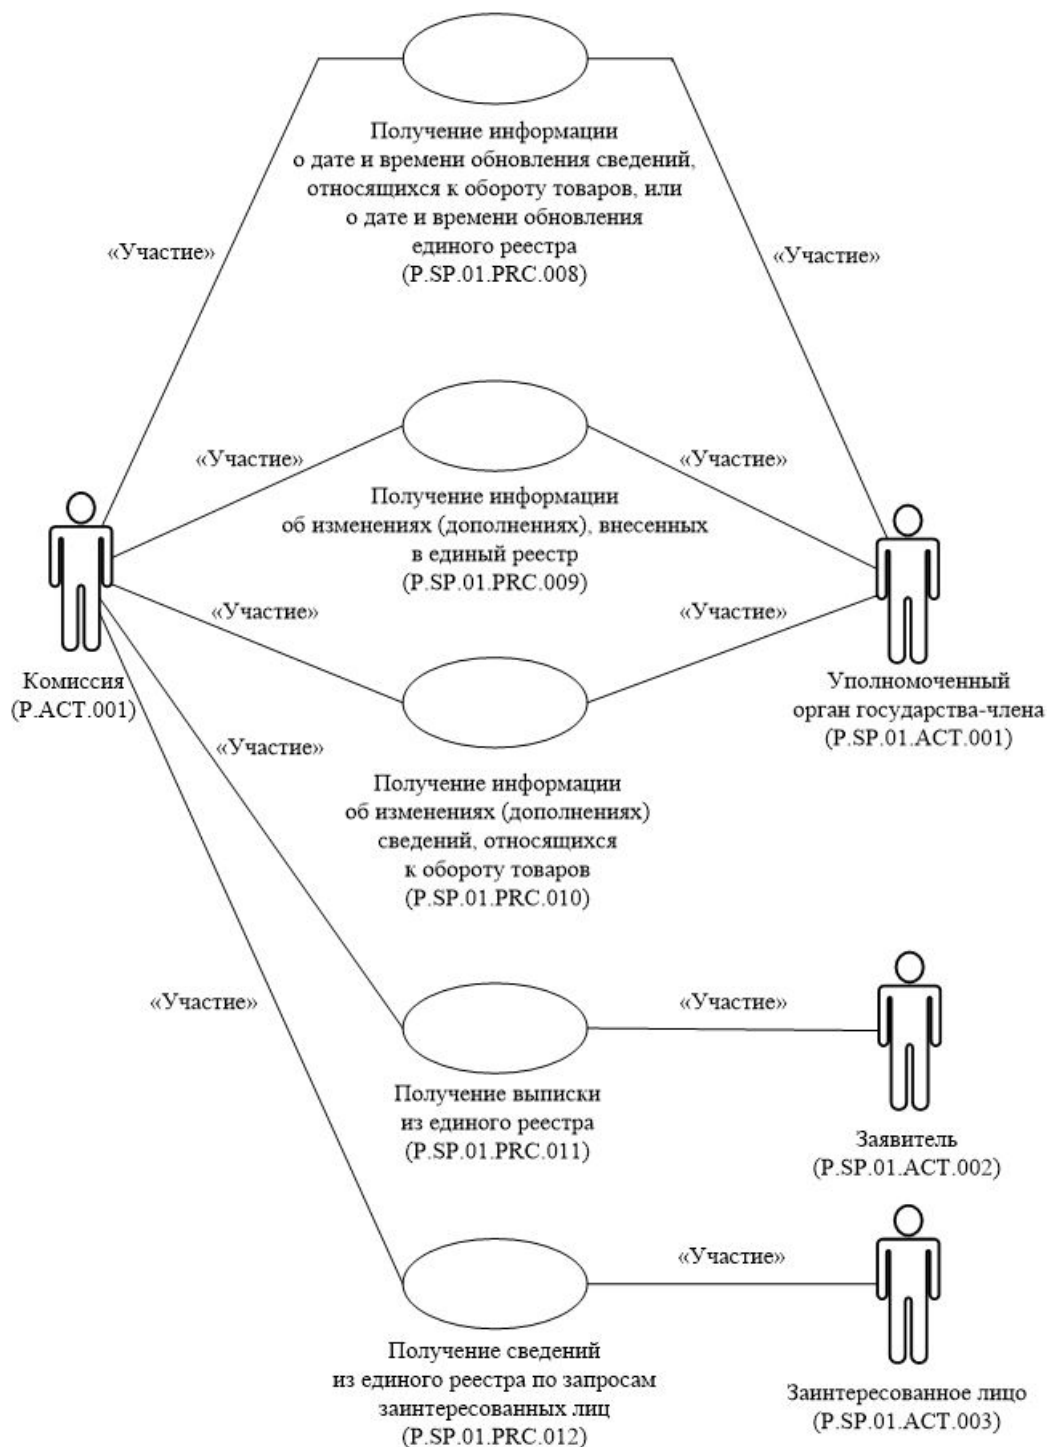 Получение информации
о дате и времени обновления сведений,
относящихся к обороту товаров, или
о дате и времени обновления
единого реестра
(P.SP.01.PRC.008)
«Участие»
«Участие»
«Участие»
«Участие»
Получение информации
об изменениях (дополнениях), внесенных
в единый реестр
(P.SP.01.PRC.009)
«Участие»
«Участие»
Комиссия
(P.ACT.001)
Уполномоченный
орган государства-члена
(P.SP.01.ACT.001)
«Участие»
Получение информации
об изменениях (дополнениях)
сведений, относящихся
к обороту товаров
(P.SP.01.PRC.010)
«Участие»
«Участие»
Получение выписки
из единого реестра
(P.SP.01.PRC.011)
Заявитель
(P.SP.01.ACT.002)
«Участие»
Получение сведений
из единого реестра по запросам
заинтересованных лиц
(P.SP.01.PRC.012)
Заинтересованное лицо
(P.SP.01.ACT.003)